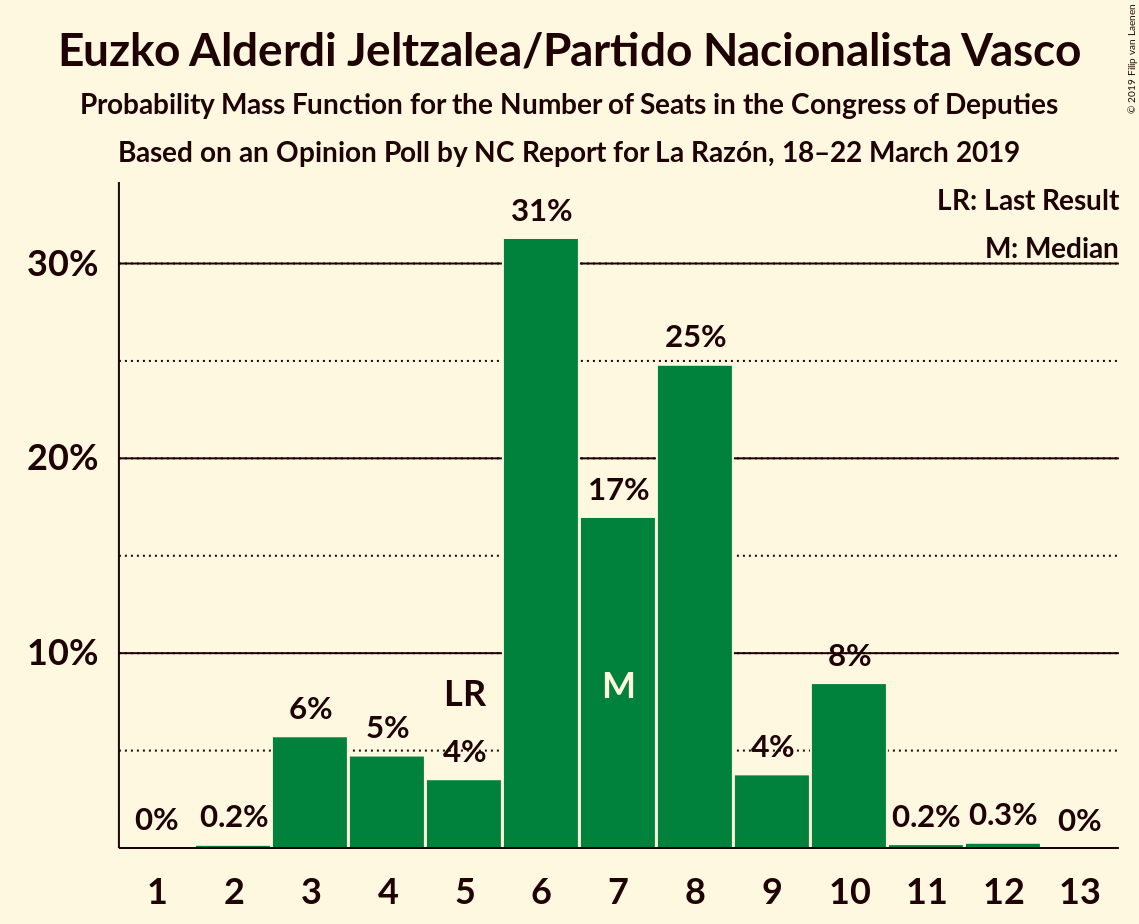 Euzko Alderdi Jeltzalea/Partido Nacionalista Vasco
Probability Mass Function for the Number of Seats in the Congress of Deputies
Based on an Opinion Poll by NC Report for La Razón, 18–22 March 2019
© 2019 Filip van Laenen
LR: Last Result
M: Median
30%
20%
10%
0%
0.2%
6%
5%
LR
4%
31%
17%
M
25%
4%
8%
0.2%
0.3%
0%
1 2 3 4 5 6 7 8 9 10 11 12 13